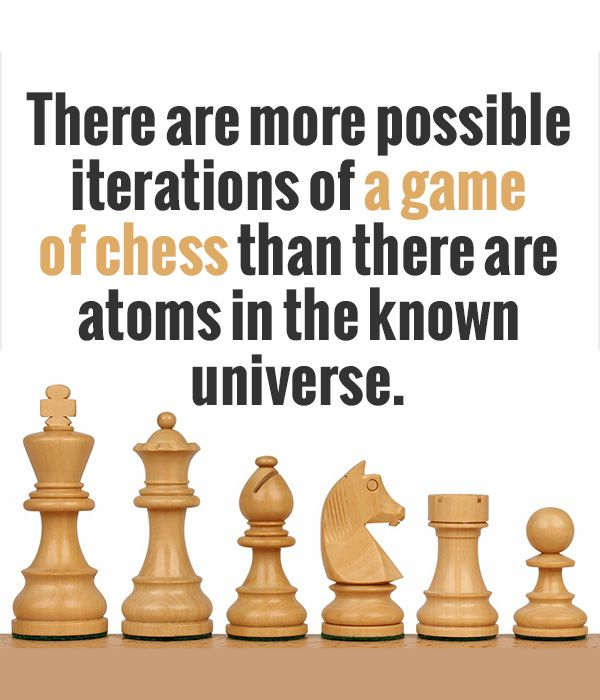 There are more possible
iterations of a game
of chess than there are
atoms in the known
universe.